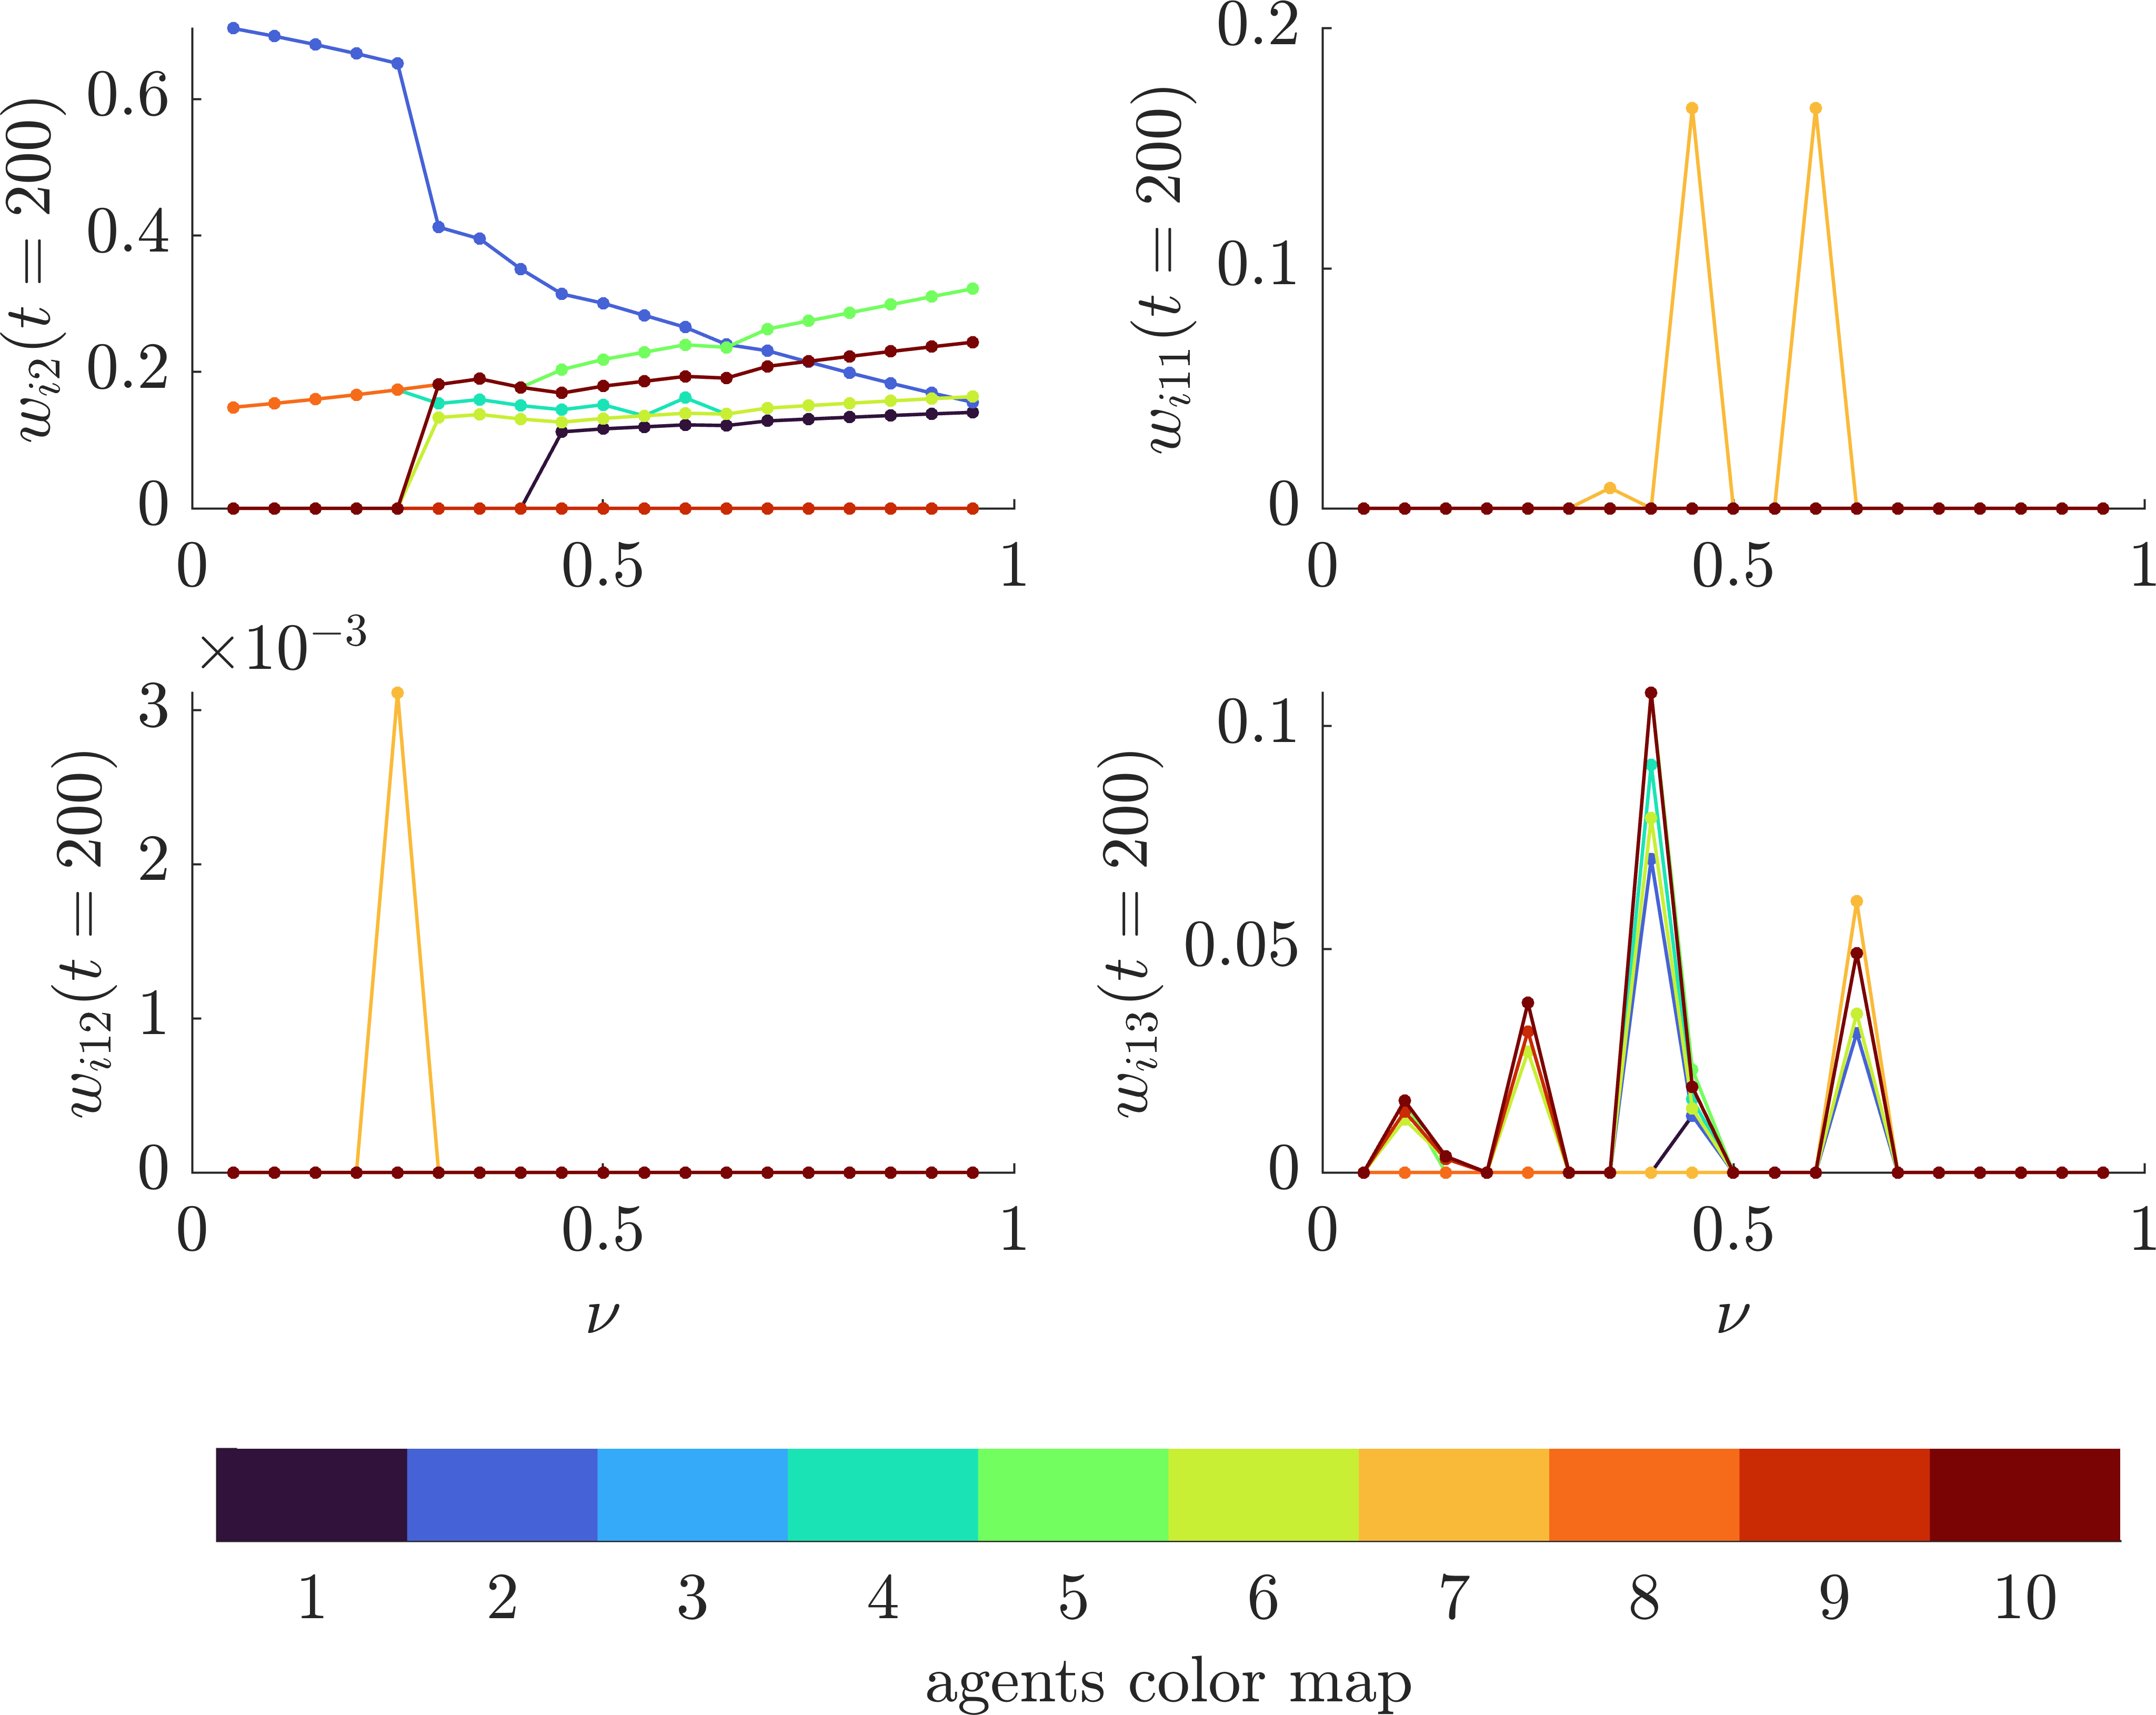 w_{i2}(t = 200)
0.6
0.4
0.2
0
0 0.5 1
w_{i11}(t = 200)
0.2
0.1
0
0 0.5 1
×10^{−3}
w_{i12}(t = 200)
3
2
1
0
0 0.5 1
ν
w_{i13}(t = 200)
0.1
0.05
0
0 0.5 1
ν
1 2 3 4 5 6 7 8 9 10
agents color map